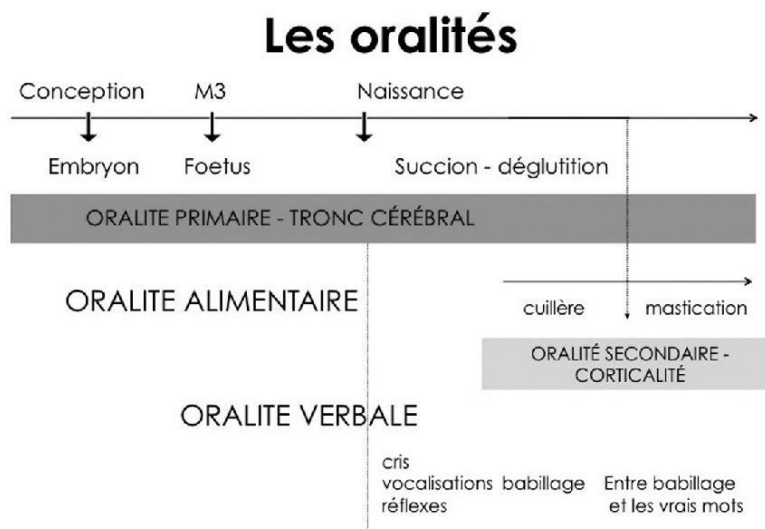 Les oralités
Conception M3 Naissance
Embryon Foetus Succion - déglutition
ORALITE PRIMAIRE - TRONC CÉRÉBRAL
ORALITE ALIMENTAIRE
cuillère mastication
ORALITÉ SECONDAIRE -
CORTICALITÉ
ORALITE VERBALE
cris
vocalisations babillage Entre babillage
réflexes et les vrais mots